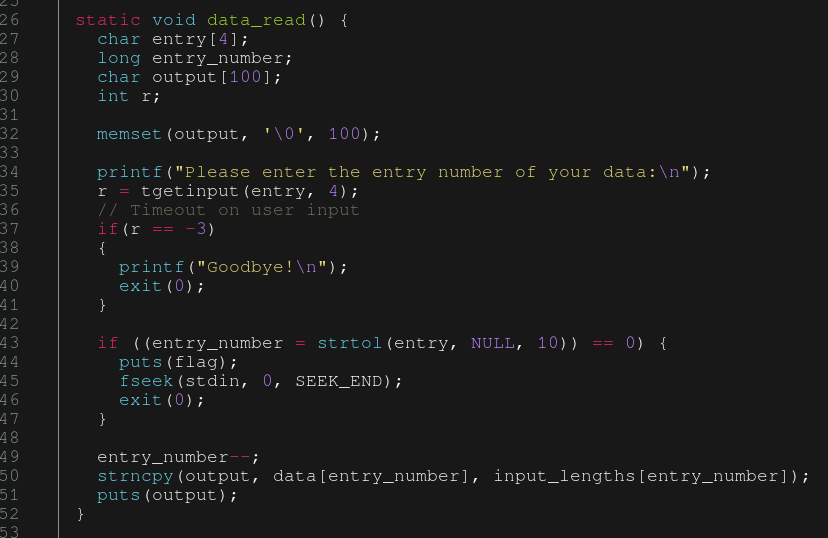 25
26 static void data_read() {
27 char entry[4];
28 long entry_number;
29 char output[100];
30 int r;
31
32 memset(output, '\0', 100);
33
34 printf("Please enter the entry number of your data:\n");
35 r = tgetinput(entry, 4);
36 // Timeout on user input
37 if(r == -3)
38 {
39 printf("Goodbye!\n");
40 exit(0);
41 }
42
43 if ((entry_number = strtol(entry, NULL, 10)) == 0) {
44 puts(flag);
45 fseek(stdin, 0, SEEK_END);
46 exit(0);
47 }
48
49 entry_number--;
50 strncpy(output, data[entry_number], input_lengths[entry_number]);
51 puts(output);
52 }
53